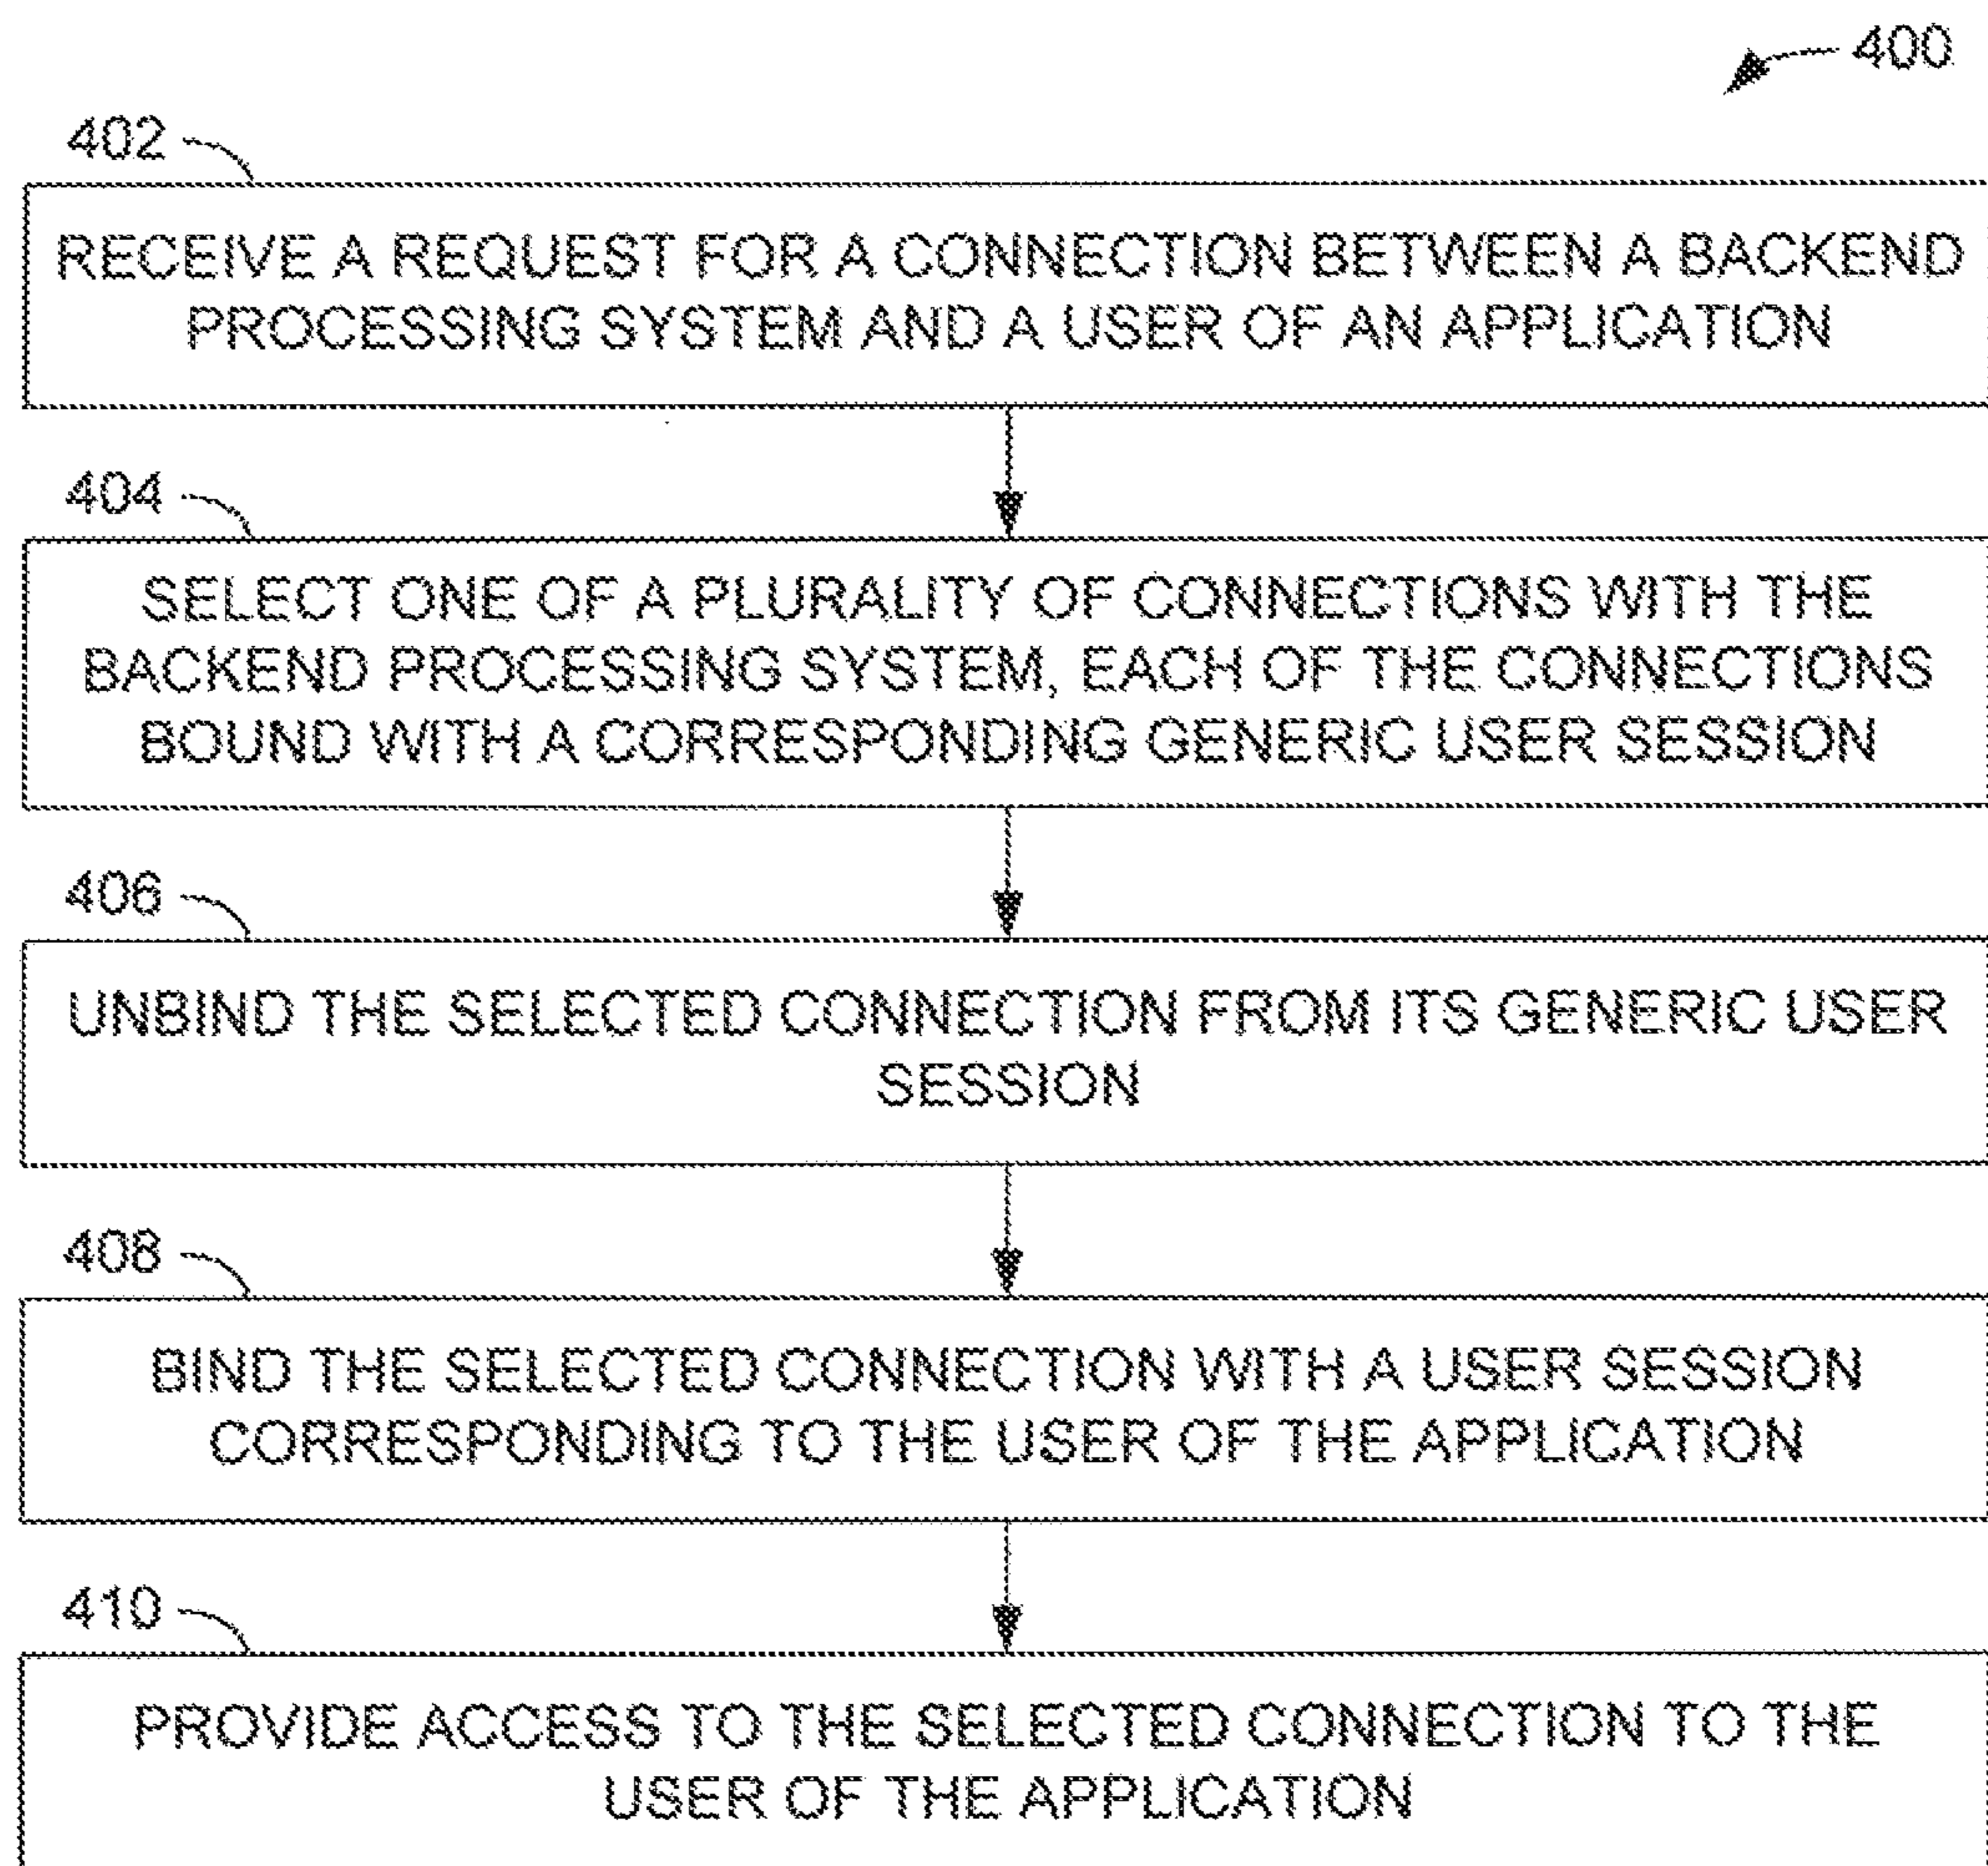 400
402
RECEIVE A REQUEST FOR A CONNECTION BETWEEN A BACKEND
PROCESSING SYSTEM AND A USER OF AN APPLICATION
404
SELECT ONE OF A PLURALITY OF CONNECTIONS WITH THE
BACKEND PROCESSING SYSTEM, EACH OF THE CONNECTIONS
BOUND WITH A CORRESPONDING GENERIC USER SESSION
406
UNBIND THE SELECTED CONNECTION FROM ITS GENERIC USER
SESSION
408
BIND THE SELECTED CONNECTION WITH A USER SESSION
CORRESPONDING TO THE USER OF THE APPLICATION
410
PROVIDE ACCESS TO THE SELECTED CONNECTION TO THE
USER OF THE APPLICATION